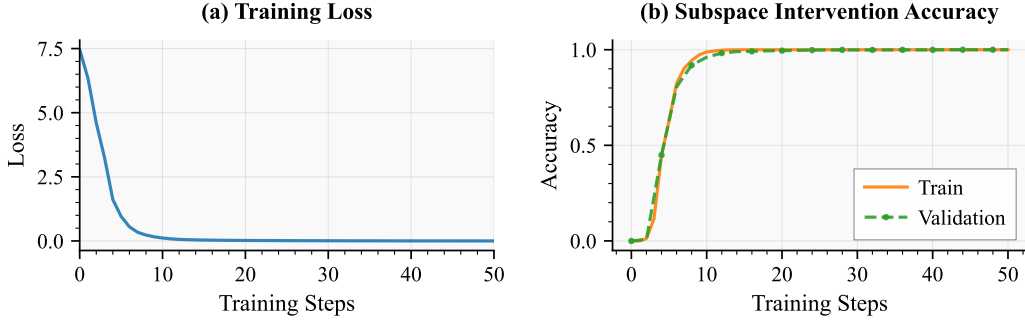 (a) Training Loss
7.5
5.0
2.5
0.0
Loss
0 10 20 30 40 50
Training Steps
(b) Subspace Intervention Accuracy
1.0
0.5
0.0
Accuracy
Train
Validation
0 10 20 30 40 50
Training Steps